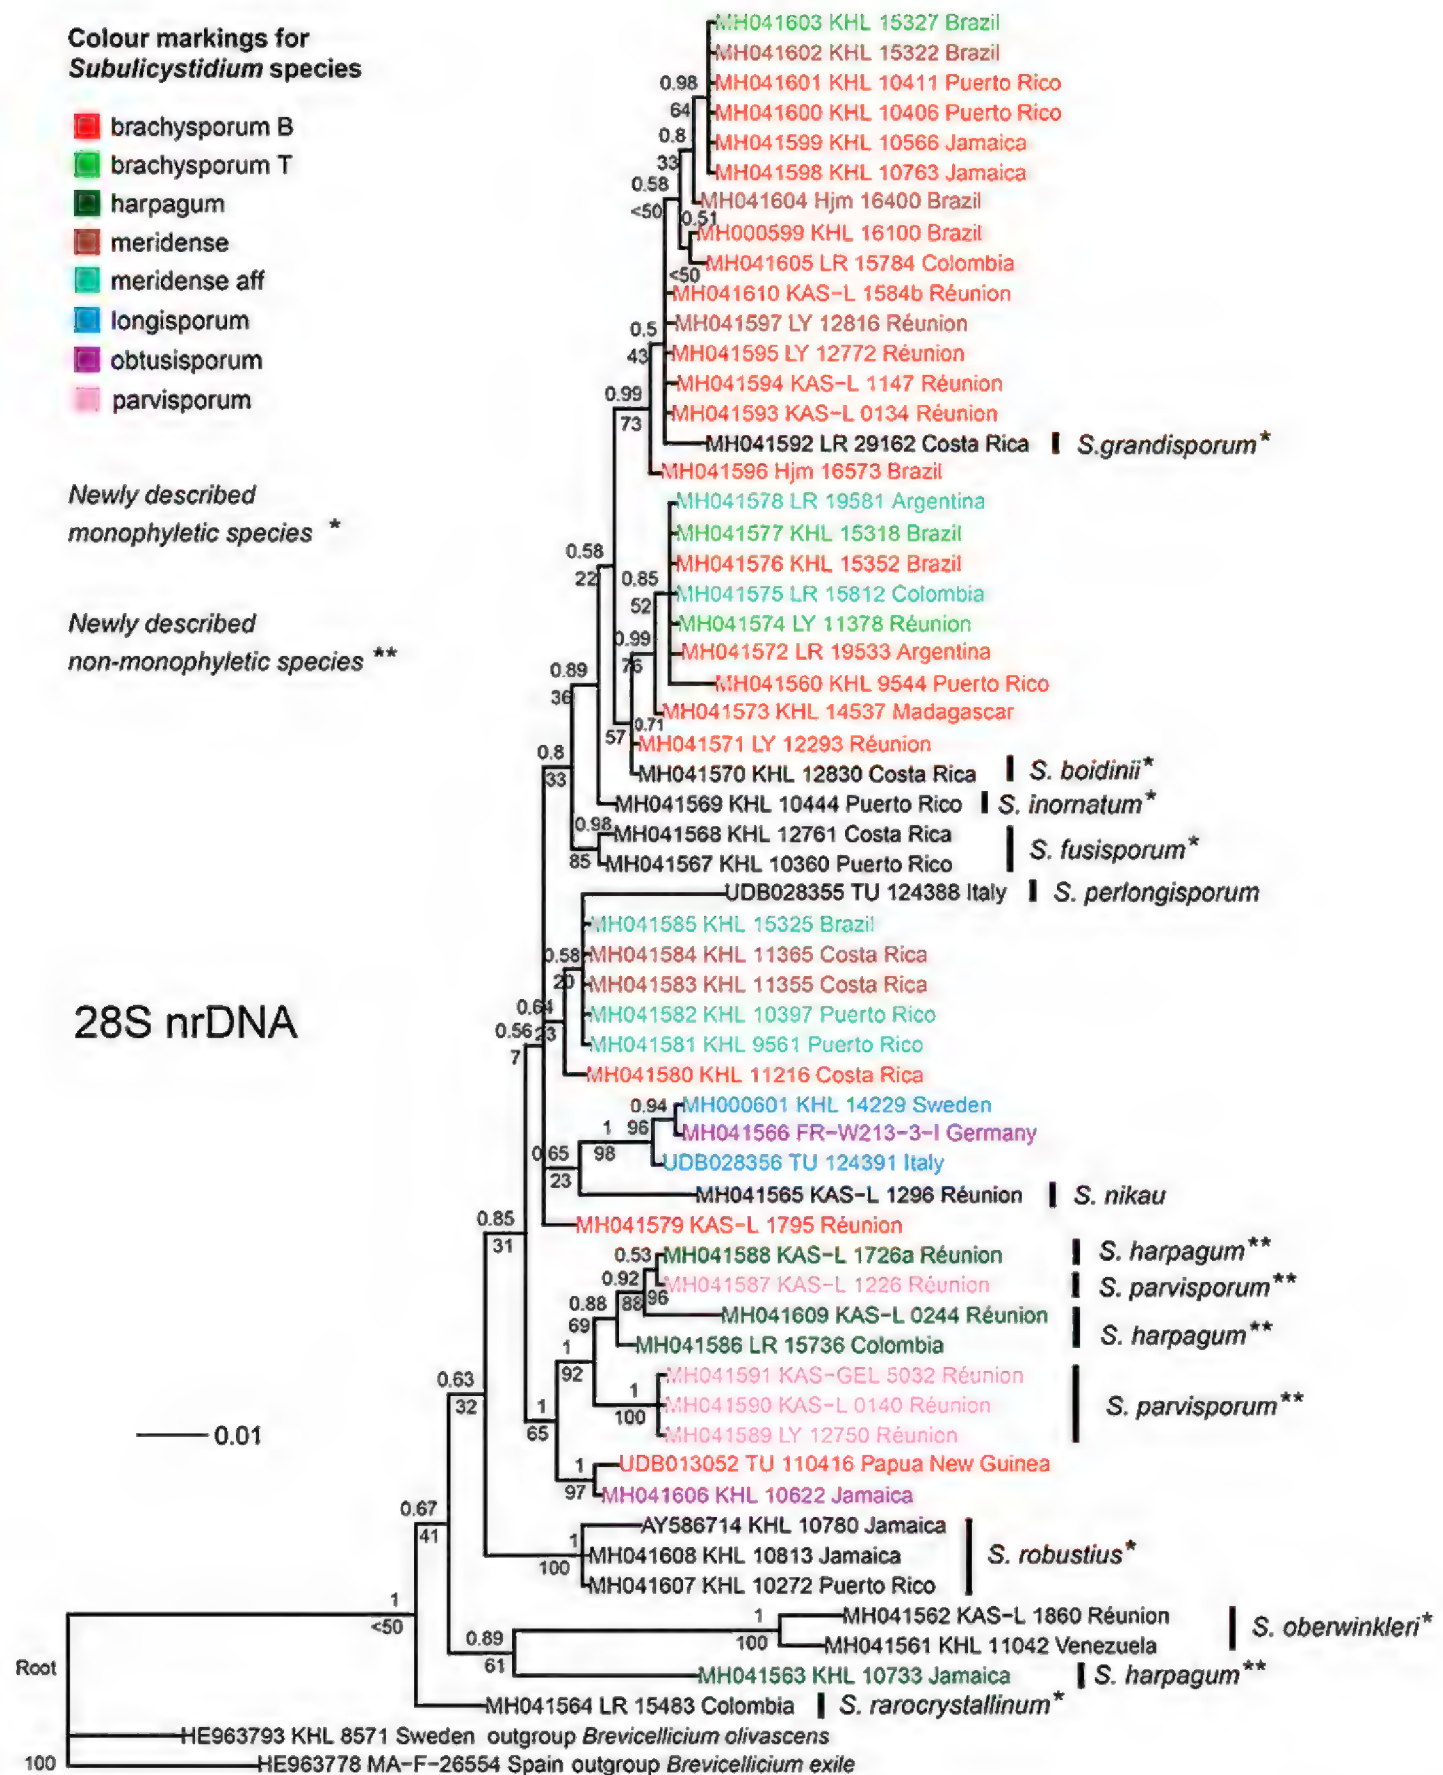 Colour markings for
Subulicystidium species
brachysporum B
brachysporum T
harpagum
meridense
meridense aff
longisporum
obtusisporum
parvisporum
Newly described
monophyletic species *
Newly described
non-monophyletic species **
28S nrDNA
0.01
MH041603 KHL 15327 Brazil
MH041602 KHL 15322 Brazil
0.98
MH041601 KHL 10411 Puerto Rico
64
MH041600 KHL 10406 Puerto Rico
0.8
MH041599 KHL 10566 Jamaica
33
MH041598 KHL 10763 Jamaica
0.58
MH041604 Hjm 16400 Brazil
<50
0.51
MH000599 KHL 16100 Brazil
MH041605 LR 15784 Colombia
<50
MH041610 KAS-L 1584b Réunion
MH041597 LY 12816 Réunion
0.5
43
MH041595 LY 12772 Réunion
MH041594 KAS-L 1147 Réunion
0.99
73
MH041593 KAS-L 0134 Réunion
MH041592 LR 29162 Costa Rica S.grandisporum*
MH041596 Hjm 16573 Brazil
MH041578 LR 19581 Argentina
MH041577 KHL 15318 Brazil
0.58
22
MH041576 KHL 15352 Brazil
0.85
52
MH041575 LR 15812 Colombia
MH041574 LY 11378 Réunion
0.99
76
MH041572 LR 19533 Argentina
0.89
36
MH041560 KHL 9544 Puerto Rico
MH041573 KHL 14537 Madagascar
0.71
57
MH041571 LY 12293 Réunion
0.8
33
MH041570 KHL 12830 Costa Rica S. boidinii*
MH041569 KHL 10444 Puerto Rico S. inornatum*
0.98
85
MH041568 KHL 12761 Costa Rica
MH041567 KHL 10360 Puerto Rico
S. fusisporum*
UDB028355 TU 124388 Italy S. perlongisporum
MH041585 KHL 15325 Brazil
0.58
20
MH041584 KHL 11365 Costa Rica
MH041583 KHL 11355 Costa Rica
0.64
23
MH041582 KHL 10397 Puerto Rico
0.56
7
MH041581 KHL 9561 Puerto Rico
MH041580 KHL 11216 Costa Rica
0.94
MH000601 KHL 14229 Sweden
1
98
96
MH041566 FR-W213-3-I Germany
0.65
23
UDB028356 TU 124391 Italy
MH041565 KAS-L 1296 Réunion S. nikau
0.85
31
MH041579 KAS-L 1795 Réunion
0.53
MH041588 KAS-L 1726a Réunion S. harpagum**
0.92
88
96
MH041587 KAS-L 1226 Réunion S. parvisporum**
0.88
69
MH041609 KAS-L 0244 Réunion
MH041586 LR 15736 Colombia
S. harpagum**
1
92
MH041591 KAS-GEL 5032 Réunion
1
100
MH041590 KAS-L 0140 Réunion
MH041589 LY 12750 Réunion
S. parvisporum**
0.63
32
1
65
1
97
UDB013052 TU 110416 Papua New Guinea
MH041606 KHL 10622 Jamaica
0.67
41
AY586714 KHL 10780 Jamaica
1
100
MH041608 KHL 10813 Jamaica
MH041607 KHL 10272 Puerto Rico
S. robustius*
1
<50
1
100
MH041562 KAS-L 1860 Réunion
MH041561 KHL 11042 Venezuela
S. oberwinkleri*
0.89
61
MH041563 KHL 10733 Jamaica S. harpagum**
Root
MH041564 LR 15483 Colombia S. rarocrystallinum*
HE963793 KHL 8571 Sweden outgroup Brevicellicium olivascens
100
HE963778 MA-F-26554 Spain outgroup Brevicellicium exile